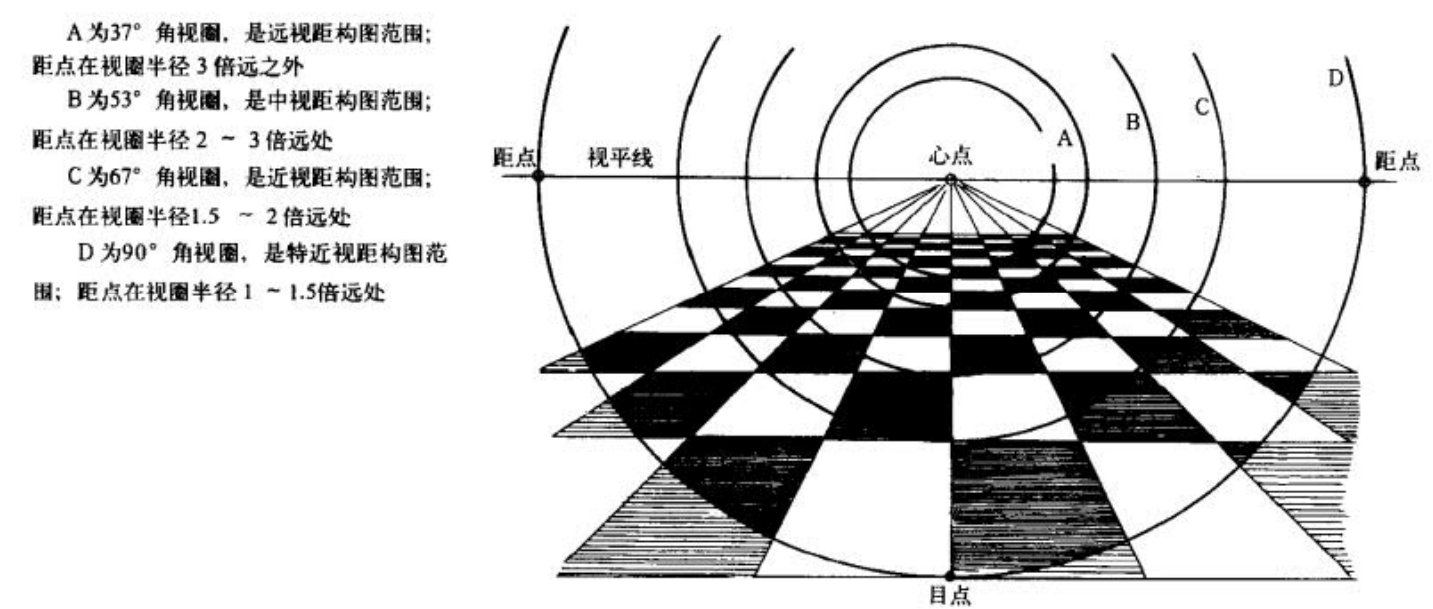 A 为37° 角视圈，是远视距构图范围；
距点在视圈半径 3 倍远之外
B 为53° 角视圈，是中视距构图范围；
距点在视圈半径 2 ~ 3 倍远处
C 为67° 角视圈，是近视距构图范围；
距点在视圈半径1.5 ~ 2 倍远处
D 为90° 角视圈，是特近视距构图范
围；距点在视圈半径 1 ~ 1.5倍远处
D
C
B
A
距点
视平线
心点
距点
目点